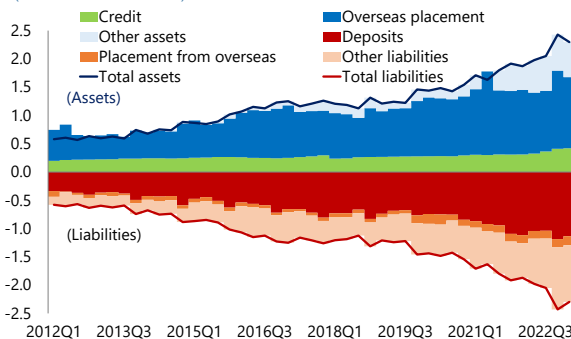 2.5
2.0
1.5
1.0
0.5
0.0
-0.5
-1.0
-1.5
-2.0
-2.5
Credit
Overseas placement
Other assets
Deposits
Placement from overseas
Other liabilities
Total assets
Total liabilities
(Assets)
(Liabilities)
2012Q1 2013Q3 2015Q1 2016Q3 2018Q1 2019Q3 2021Q1 2022Q3